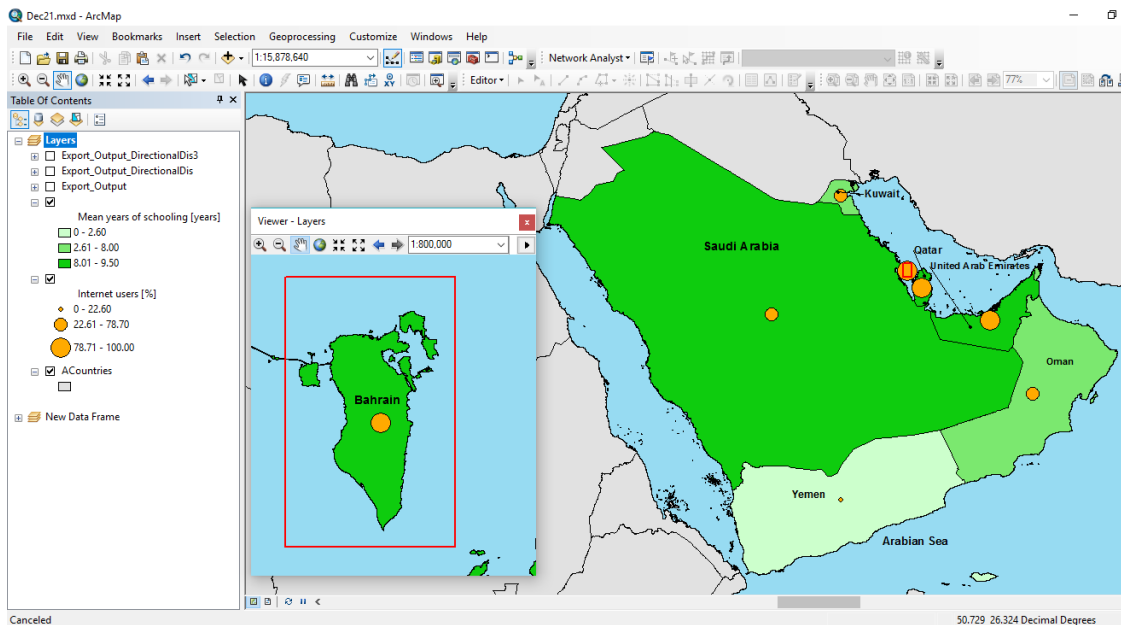 Dec21.mxd - ArcMap
File Edit View Bookmarks Insert Selection Geoprocessing Customize Windows Help
1:15,878,640 Network Analyst
Editor 77%
Table Of Contents
Layers
Export_Output_DirectionalDis3
Export_Output_DirectionalDis
Export_Output
Mean years of schooling [years]
0 - 2.60
2.61 - 8.00
8.01 - 9.50
Internet users [%]
0 - 22.60
22.61 - 78.70
78.71 - 100.00
ACountries
New Data Frame
Viewer - Layers
1:800,000
Bahrain
Kuwait
Saudi Arabia
Qatar
United Arab Emirates
Oman
Yemen
Arabian Sea
Canceled
50.729 26.324 Decimal Degrees